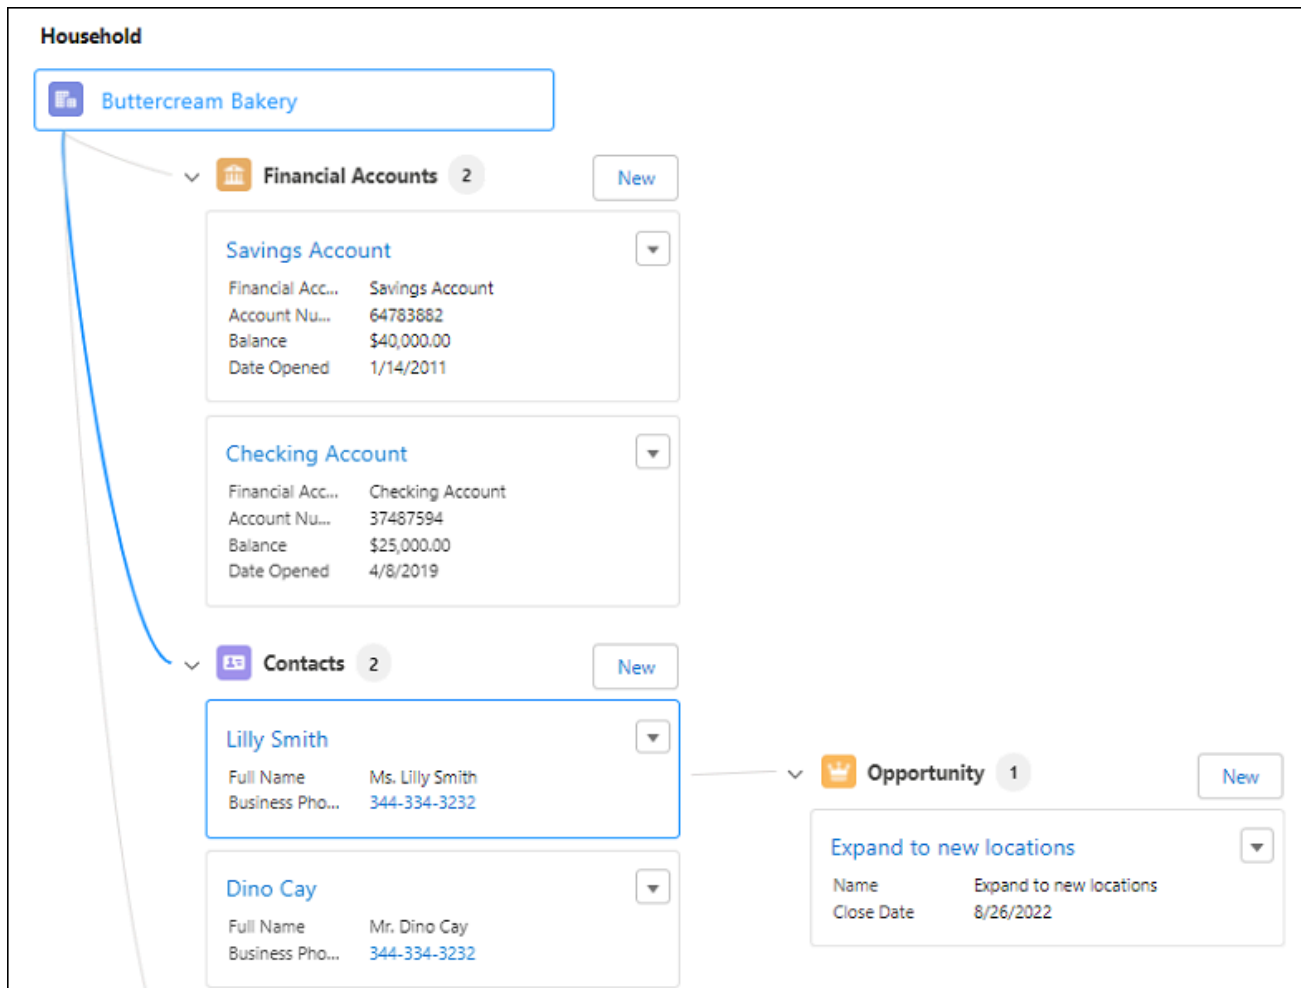 Household
Buttercream Bakery
Financial Accounts 2 New
Savings Account
Financial Acc... Savings Account
Account Nu... 64783882
Balance $40,000.00
Date Opened 1/14/2011
Checking Account
Financial Acc... Checking Account
Account Nu... 37487594
Balance $25,000.00
Date Opened 4/8/2019
Contacts 2 New
Lilly Smith
Full Name Ms. Lilly Smith
Business Pho... 344-334-3232
Dino Cay
Full Name Mr. Dino Cay
Business Pho... 344-334-3232
Opportunity 1 New
Expand to new locations
Name Expand to new locations
Close Date 8/26/2022